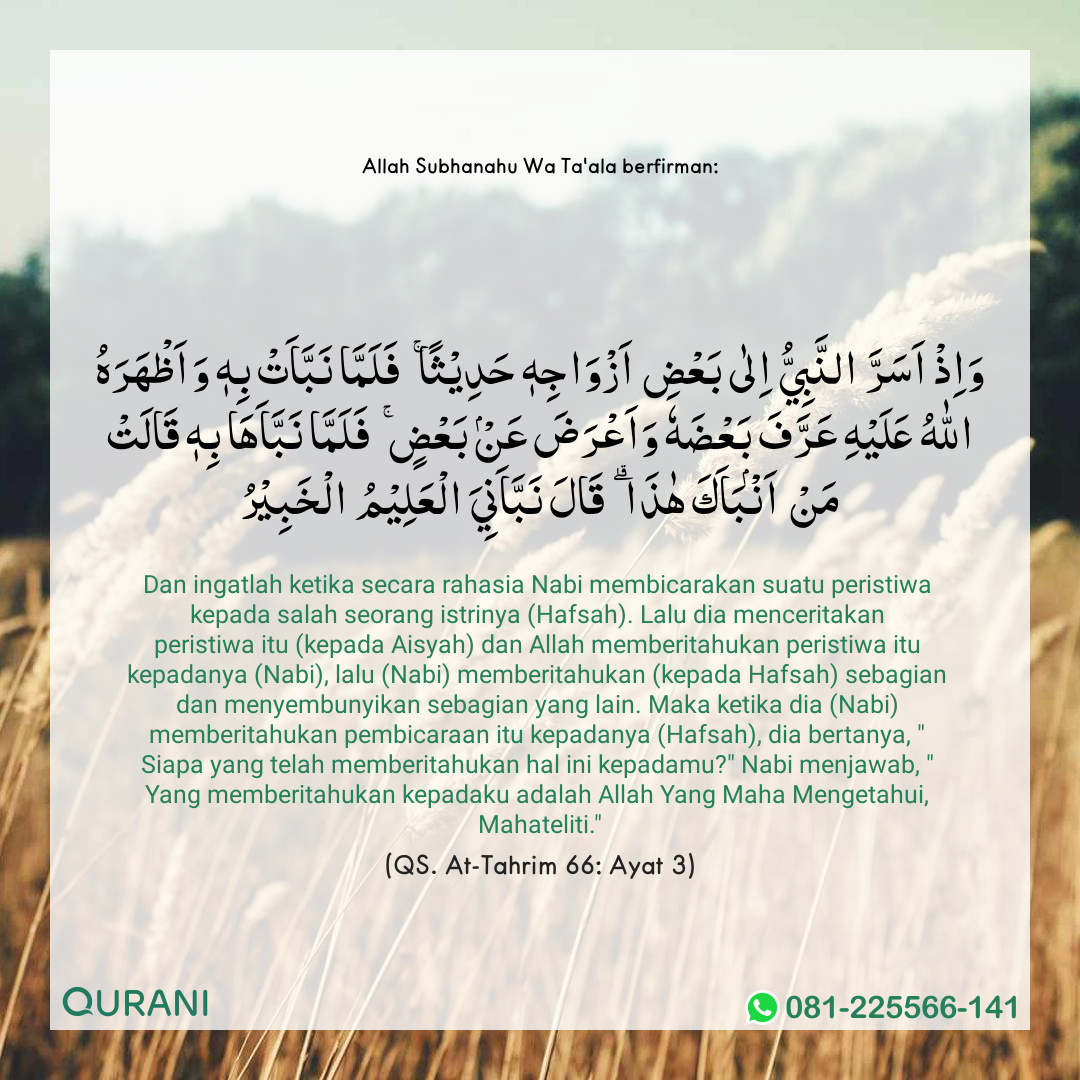 Allah Subhanahu Wa Ta'ala berfirman:
وَاِذْ اَسَرَّ النَّبِيُّ اِلٰى بَعْضِ اَزْوَاجِهٖ حَدِيْثًا ۚ فَلَمَّا نَبَّاَتْ بِهٖ وَاَظْهَرَهُ
اللّٰهُ عَلَيْهِ عَرَّفَ بَعْضَهٗ وَاَعْرَضَ عَنْۢ بَعْضٍ ۚ فَلَمَّا نَبَّاَهَا بِهٖ قَالَتْ
مَنْ اَنْۢبَاَكَ هٰذَا ۗ قَالَ نَبَّاَنِيَ الْعَلِيْمُ الْخَبِيْرُ
Dan ingatlah ketika secara rahasia Nabi membicarakan suatu peristiwa
kepada salah seorang istrinya (Hafsah). Lalu dia menceritakan
peristiwa itu (kepada Aisyah) dan Allah memberitahukan peristiwa itu
kepadanya (Nabi), lalu (Nabi) memberitahukan (kepada Hafsah) sebagian
dan menyembunyikan sebagian yang lain. Maka ketika dia (Nabi)
memberitahukan pembicaraan itu kepadanya (Hafsah), dia bertanya, "
Siapa yang telah memberitahukan hal ini kepadamu?" Nabi menjawab, "
Yang memberitahukan kepadaku adalah Allah Yang Maha Mengetahui,
Mahateliti."
(QS. At-Tahrim 66: Ayat 3)
QURANI
081-225566-141